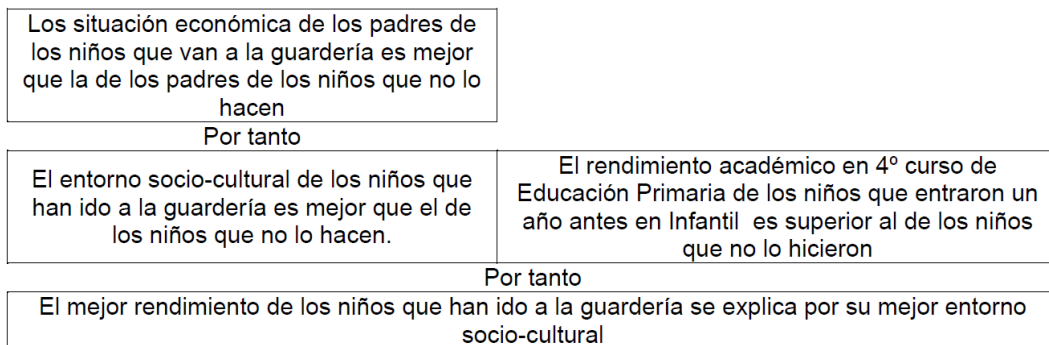 Los situación económica de los padres de
los niños que van a la guardería es mejor
que la de los padres de los niños que no lo
hacen
Por tanto
El entorno socio-cultural de los niños que
han ido a la guardería es mejor que el de
los niños que no lo hacen.
El rendimiento académico en 4º curso de
Educación Primaria de los niños que entraron un
año antes en Infantil es superior al de los niños
que no lo hicieron
Por tanto
El mejor rendimiento de los niños que han ido a la guardería se explica por su mejor entorno
socio-cultural